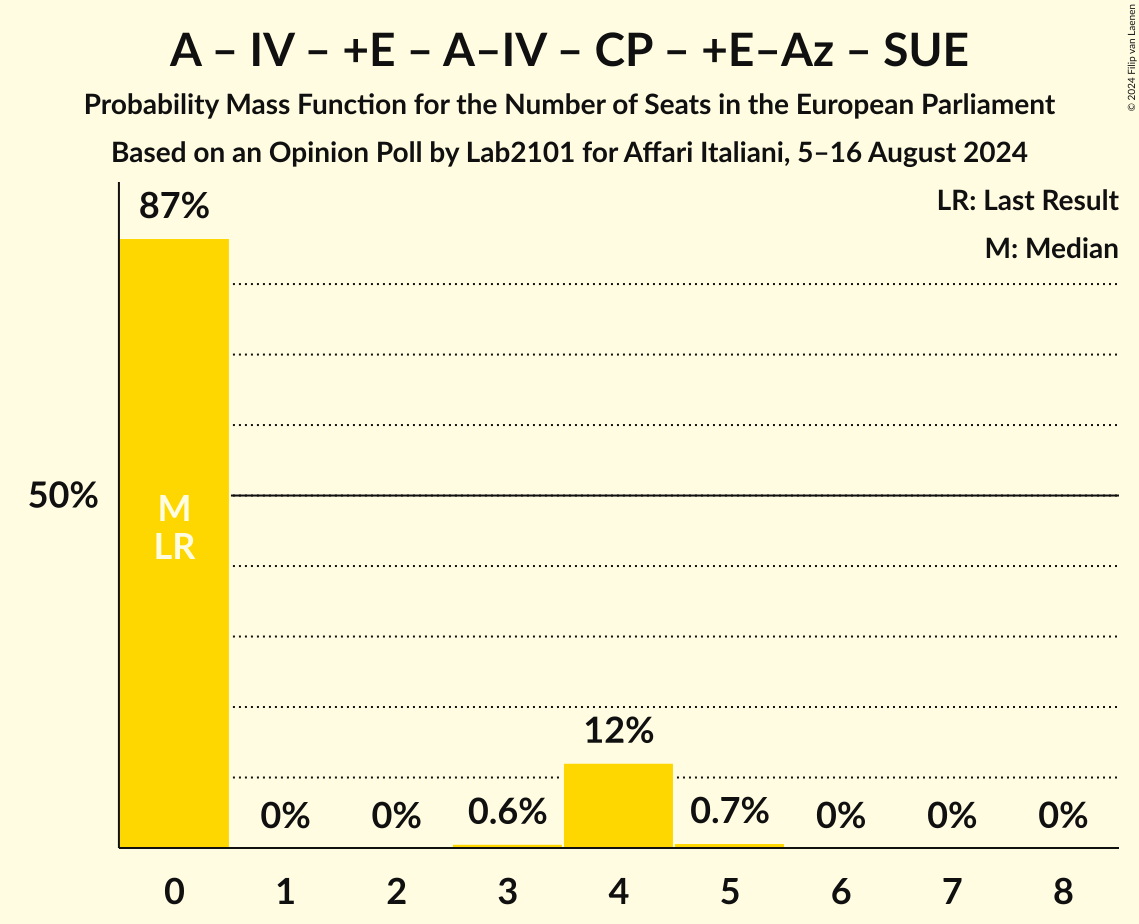 A – IV – +E – A–IV – CP – +E–Az – SUE
Probability Mass Function for the Number of Seats in the European Parliament
Based on an Opinion Poll by Lab2101 for Affari Italiani, 5–16 August 2024
© 2024 Filip van Laenen
LR: Last Result
M: Median
87%
50%
M
LR
0%
0%
0.6%
12%
0.7%
0%
0%
0%
0 1 2 3 4 5 6 7 8